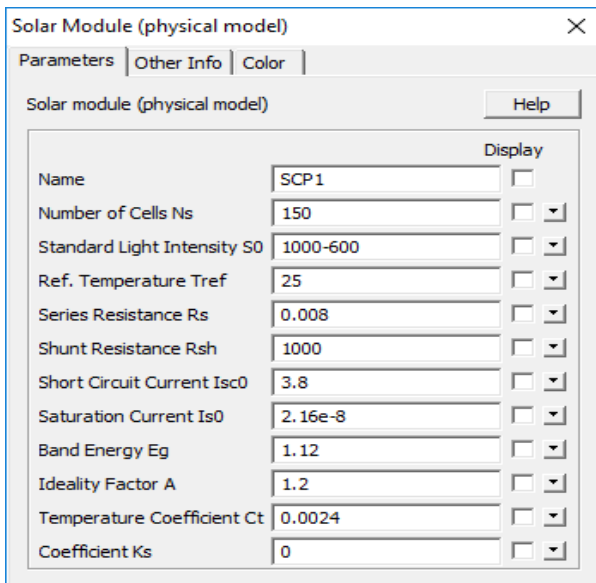 Solar Module (physical model)
Parameters Other Info Color
Solar module (physical model) Help
Display
Name SCP1
Number of Cells Ns 150
Standard Light Intensity S0 1000-600
Ref. Temperature Tref 25
Series Resistance Rs 0.008
Shunt Resistance Rsh 1000
Short Circuit Current Isc0 3.8
Saturation Current Is0 2.16e-8
Band Energy Eg 1.12
Ideality Factor A 1.2
Temperature Coefficient Ct 0.0024
Coefficient Ks 0